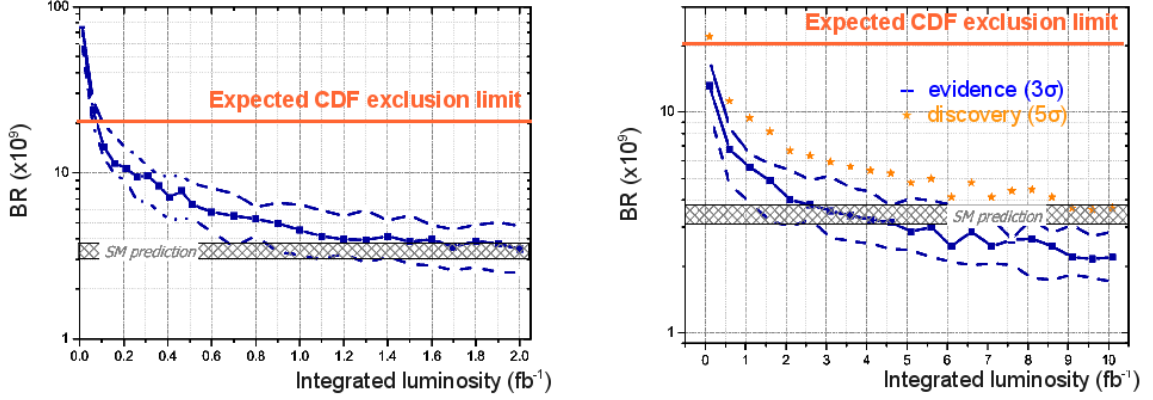 100
10
1
BR (x10⁹)
Expected CDF exclusion limit
SM prediction
0.0 0.2 0.4 0.6 0.8 1.0 1.2 1.4 1.6 1.8 2.0
Integrated luminosity (fb⁻¹)
Expected CDF exclusion limit
evidence (3σ)
discovery (5σ)
10
1
BR (x10⁹)
SM prediction
0 1 2 3 4 5 6 7 8 9 10
Integrated luminosity (fb⁻¹)